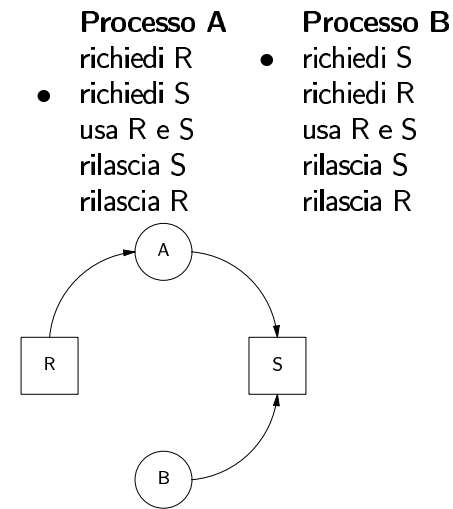 Processo A Processo B
richiedi R • richiedi S
• richiedi S richiedi R
usa R e S usa R e S
rilascia S rilascia S
rilascia R rilascia R
A
R S
B